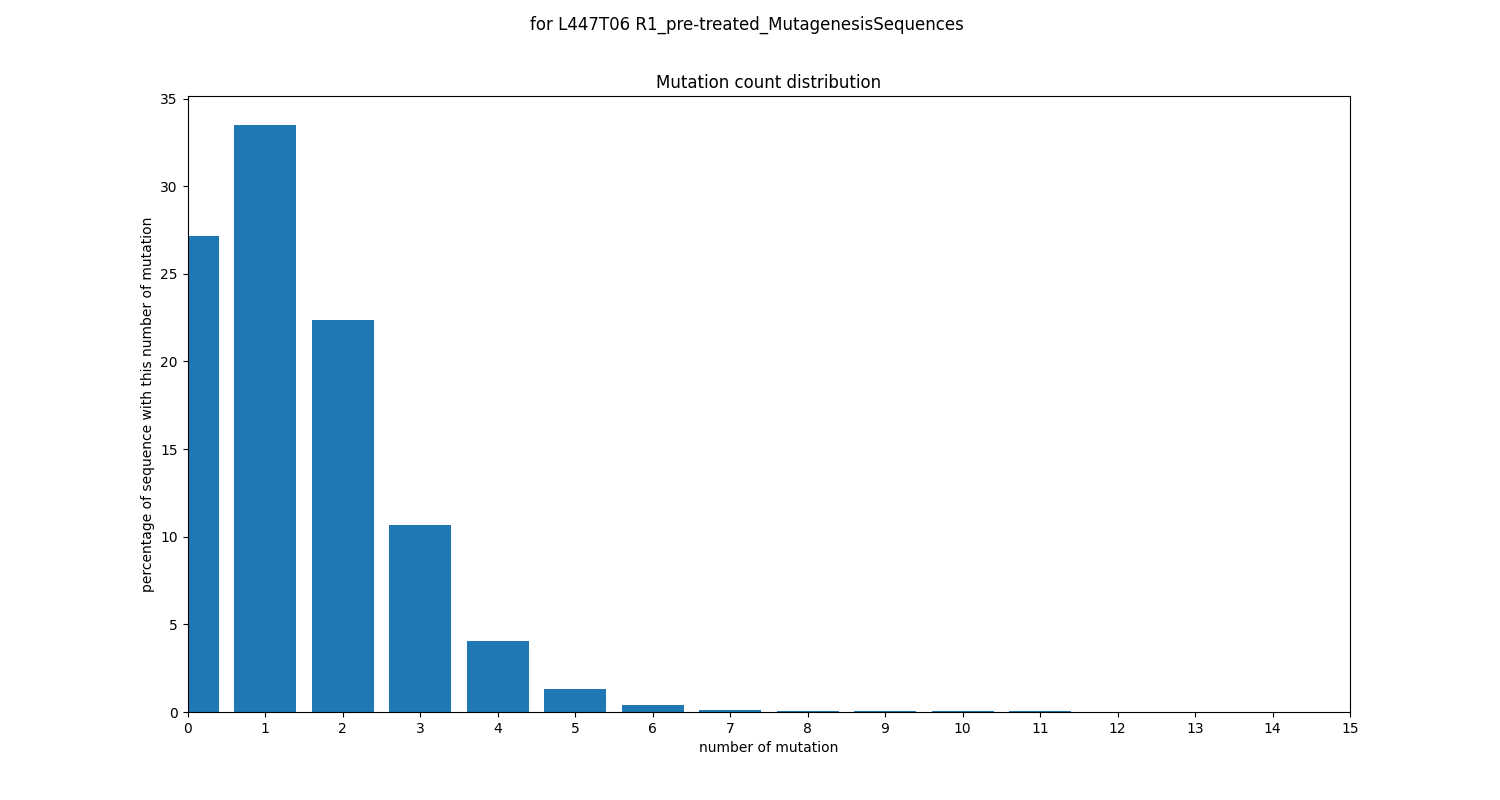 for L447T06 R1_pre-treated_MutagenesisSequences
Mutation count distribution
percentage of sequence with this number of mutation
35
30
25
20
15
10
5
0
0 1 2 3 4 5 6 7 8 9 10 11 12 13 14 15
number of mutation